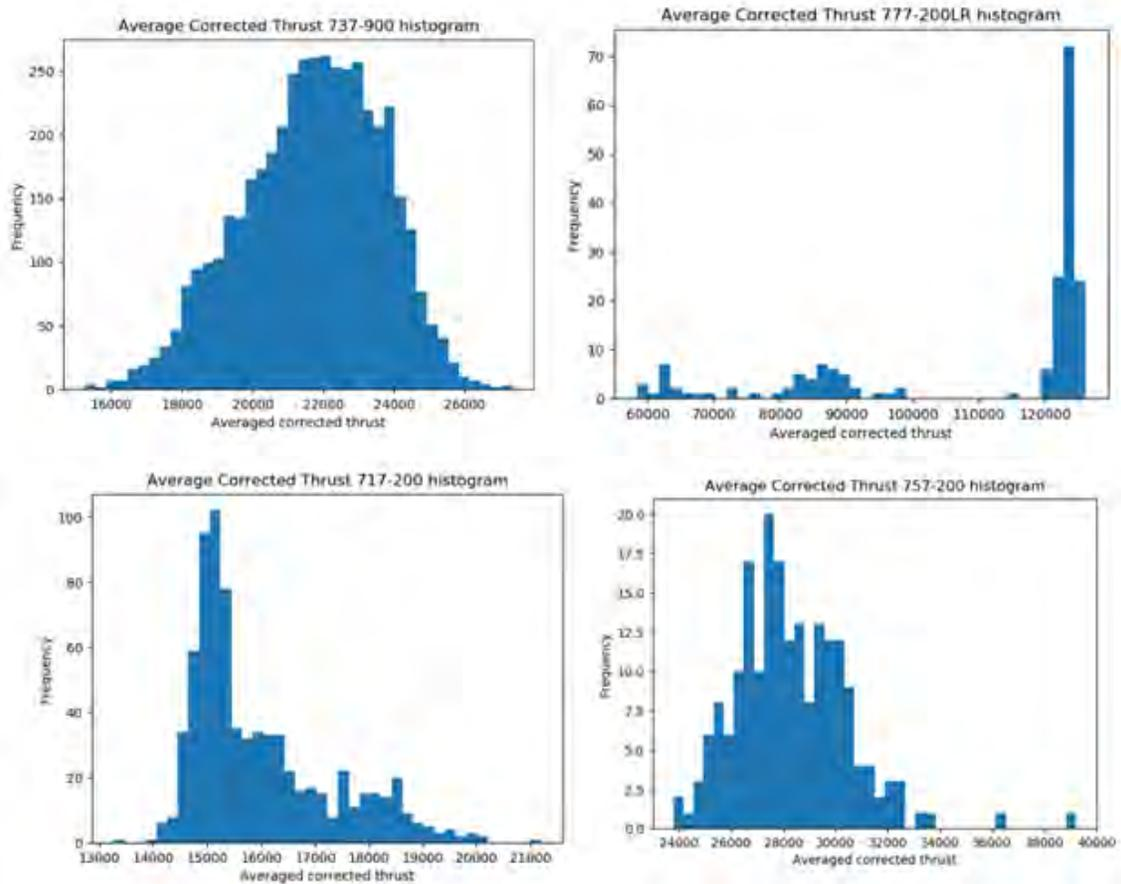 Average Corrected Thrust 737-900 histogram
250
200
150
100
50
0
Frequency
16000 18000 20000 22000 24000 26000
Averaged corrected thrust
Average Corrected Thrust 777-200LR histogram
70
60
50
40
30
20
10
0
Frequency
60000 70000 80000 90000 100000 110000 120000
Averaged corrected thrust
Average Corrected Thrust 717-200 histogram
100
80
60
40
20
0
Frequency
13000 14000 15000 16000 17000 18000 19000 20000 21000
Averaged corrected thrust
Average Corrected Thrust 757-200 histogram
20.0
17.5
15.0
12.5
10.0
7.5
5.0
2.5
0.0
Frequency
24000 26000 28000 30000 32000 34000 36000 38000 40000
Averaged corrected thrust